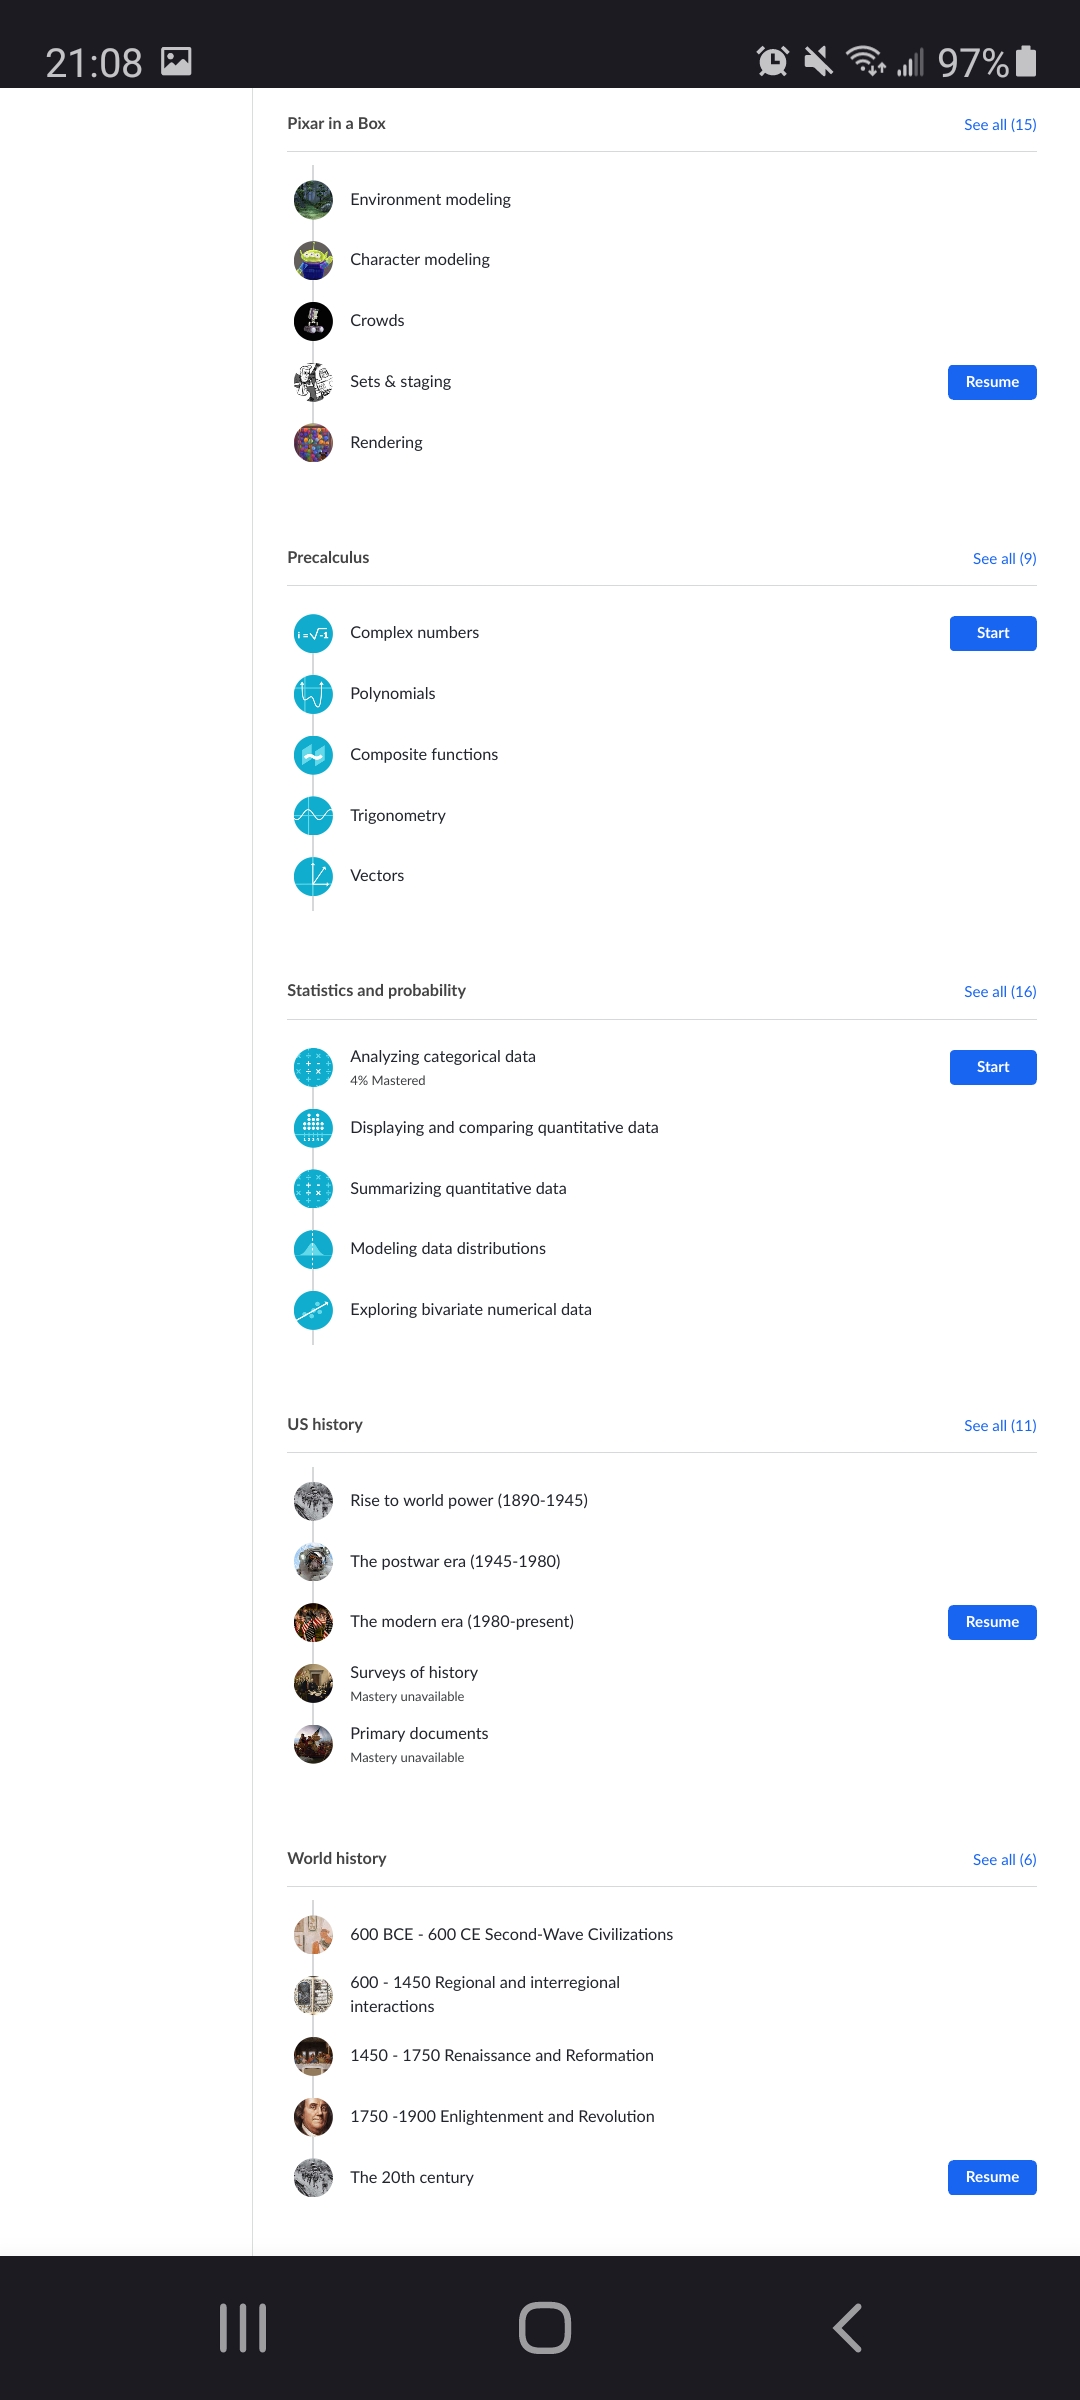 21:08
97%
Pixar in a Box
See all (15)
Environment modeling
Character modeling
Crowds
Sets & staging
Resume
Rendering
Precalculus
See all (9)
i = √-1
Complex numbers
Start
Polynomials
Composite functions
Trigonometry
Vectors
Statistics and probability
See all (16)
Analyzing categorical data
4% Mastered
Start
Displaying and comparing quantitative data
Summarizing quantitative data
Modeling data distributions
Exploring bivariate numerical data
US history
See all (11)
Rise to world power (1890-1945)
The postwar era (1945-1980)
The modern era (1980-present)
Resume
Surveys of history
Mastery unavailable
Primary documents
Mastery unavailable
World history
See all (6)
600 BCE - 600 CE Second-Wave Civilizations
600 - 1450 Regional and interregional
interactions
1450 - 1750 Renaissance and Reformation
1750 -1900 Enlightenment and Revolution
The 20th century
Resume